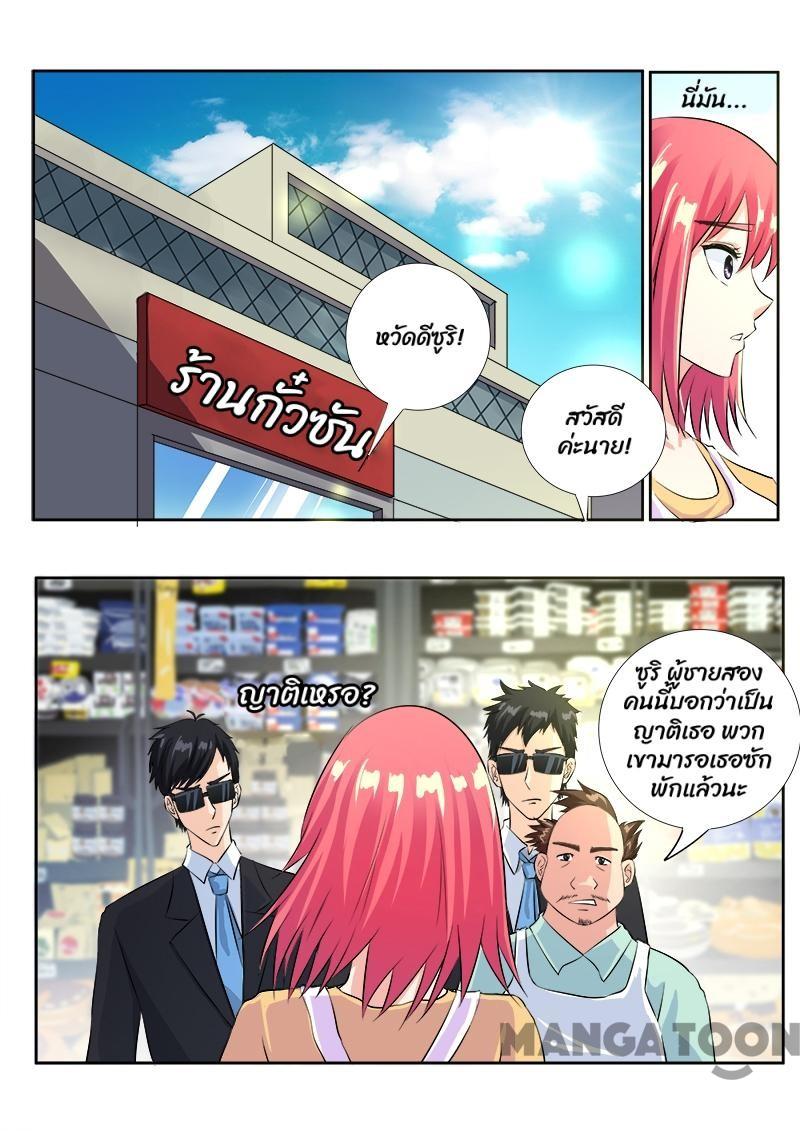 หวัดดีซูริ!
ร้านกั๋วซัน
สวัสดี
ค่ะนาย!
นี่มัน...
ญาติเหรอ?
ซูริ ผู้ชายสอง
คนนี้บอกว่าเป็น
ญาติเธอ พวก
เขามารอเธอซัก
พักแล้วนะ
MANGATOON